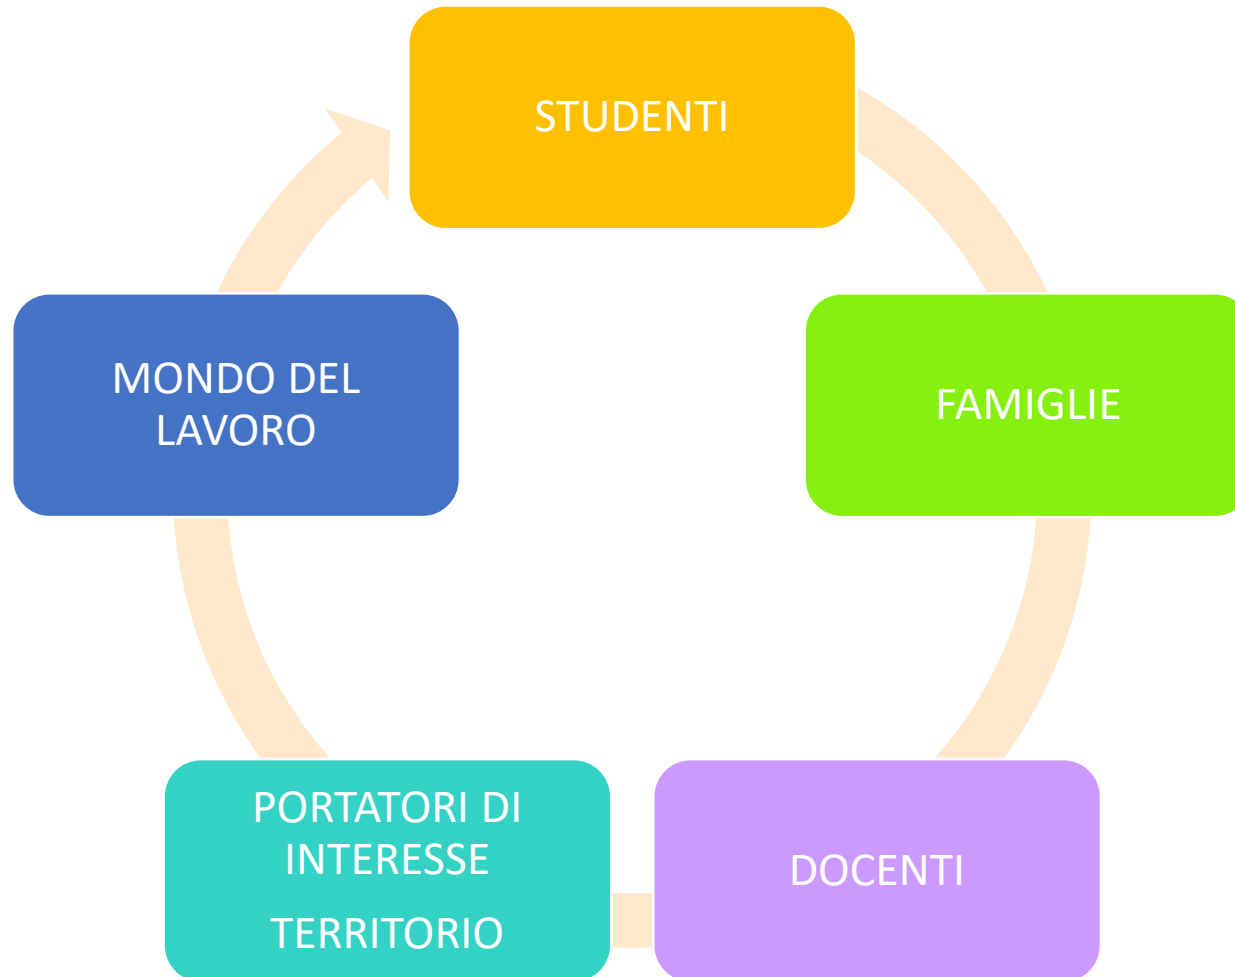 STUDENTI
FAMIGLIE
DOCENTI
PORTATORI DI
INTERESSE
TERRITORIO
MONDO DEL
LAVORO